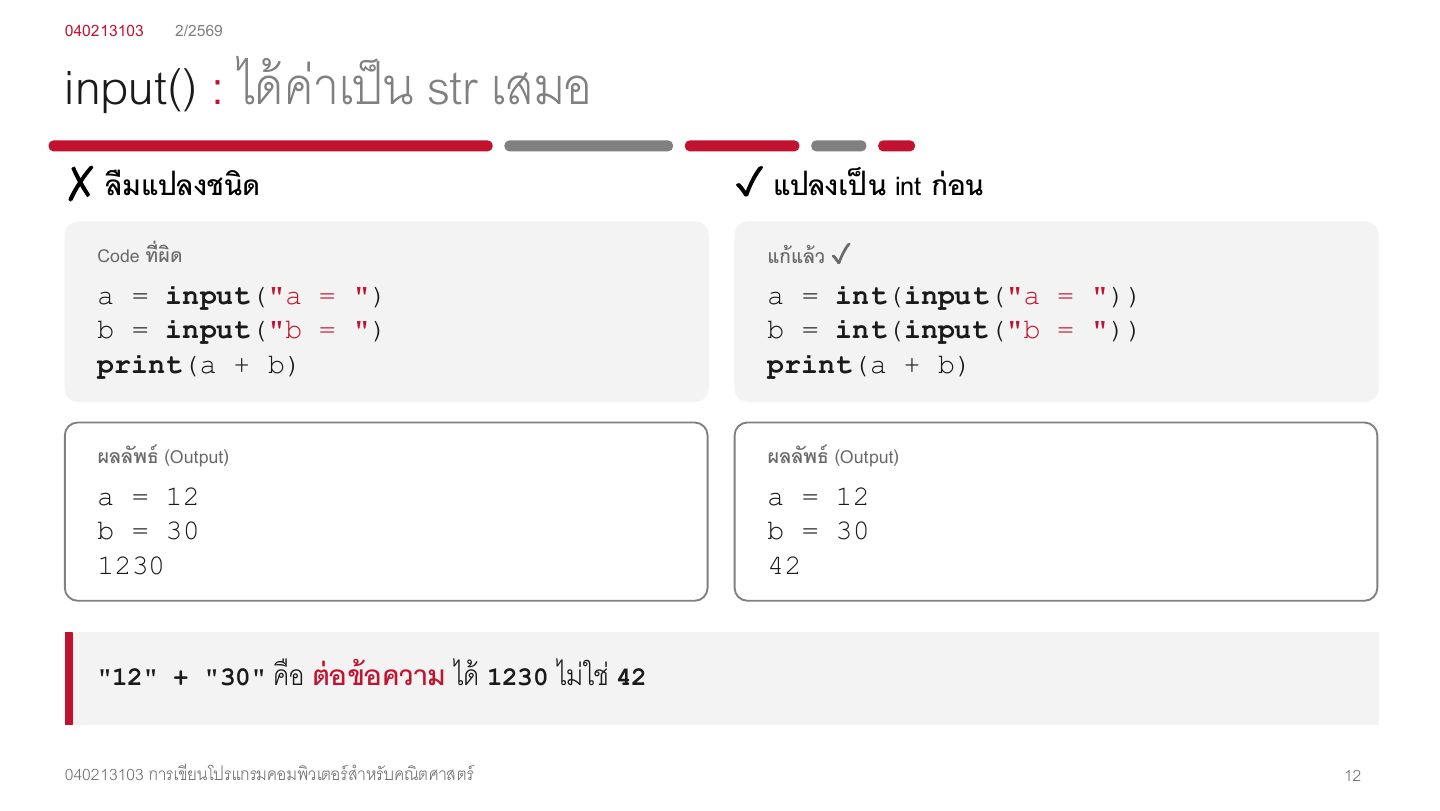 040213103 2/2569
input() : ได้ค่าเป็น str เสมอ
✗ ลืมแปลงชนิด
Code ที่ผิด
a = input("a = ")
b = input("b = ")
print(a + b)
ผลลัพธ์ (Output)
a = 12
b = 30
1230
✓ แปลงเป็น int ก่อน
แก้แล้ว ✓
a = int(input("a = "))
b = int(input("b = "))
print(a + b)
ผลลัพธ์ (Output)
a = 12
b = 30
42
"12" + "30" คือ ต่อข้อความ ได้ 1230 ไม่ใช่ 42
040213103 การเขียนโปรแกรมคอมพิวเตอร์สำหรับคณิตศาสตร์ 12